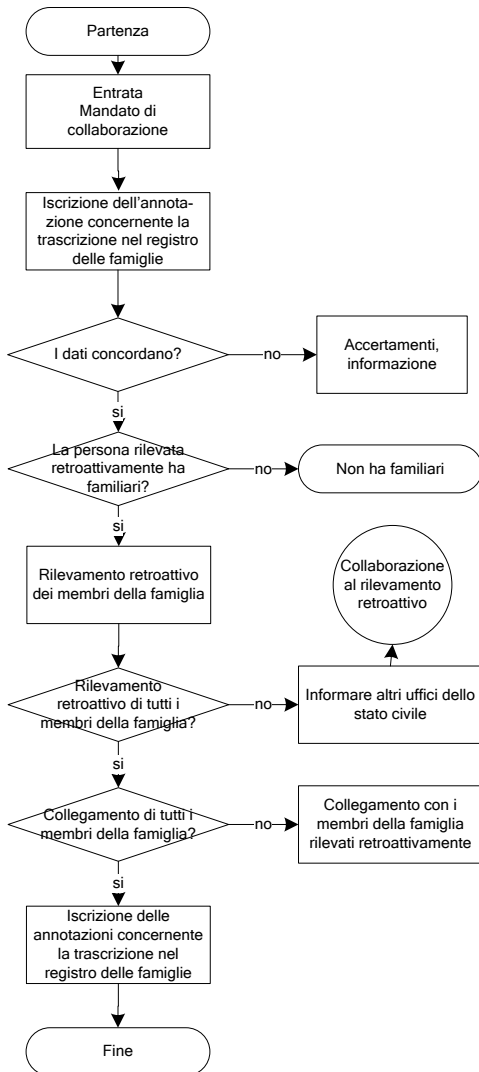 Partenza
Entrata
Mandato di
collaborazione
Iscrizione dell'annota-
zione concernente la
trascrizione nel registro
delle famiglie
I dati concordano?
no
Accertamenti,
informazione
si
La persona rilevata
retroattivamente ha
familiari?
no
Non ha familiari
si
Rilevamento retroattivo
dei membri della famiglia
Collaborazione
al rilevamento
retroattivo
Rilevamento
retroattivo di tutti i
membri della famiglia?
no
Informare altri uffici dello
stato civile
si
Collegamento di tutti i
membri della famiglia?
no
Collegamento con i
membri della famiglia
rilevati retroattivamente
si
Iscrizione delle
annotazioni concernente
la trascrizione nel
registro delle famiglie
Fine